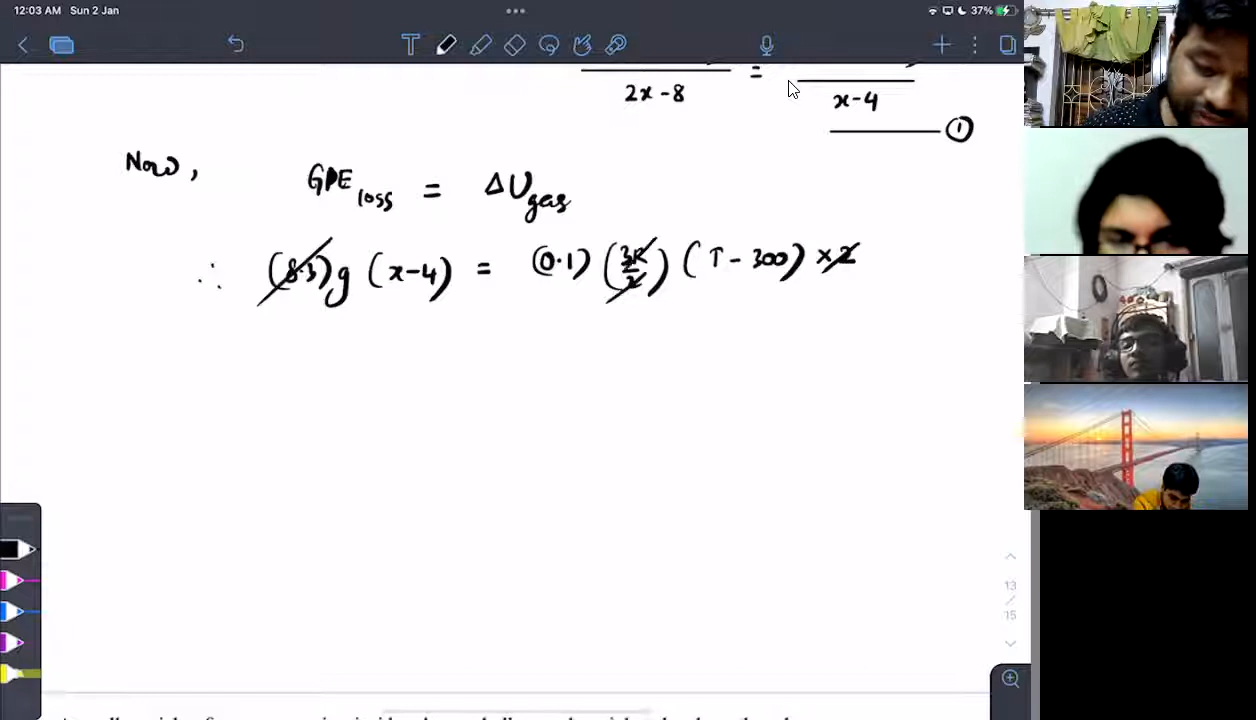 12:03 AM Sun 2 Jan
37%
2x-8 = x-4
①
Now, GPE loss = ΔU gas
∴ (8.3)g (x-4) = (0.1) (3R/2) (T-300) ×2
13
/
15